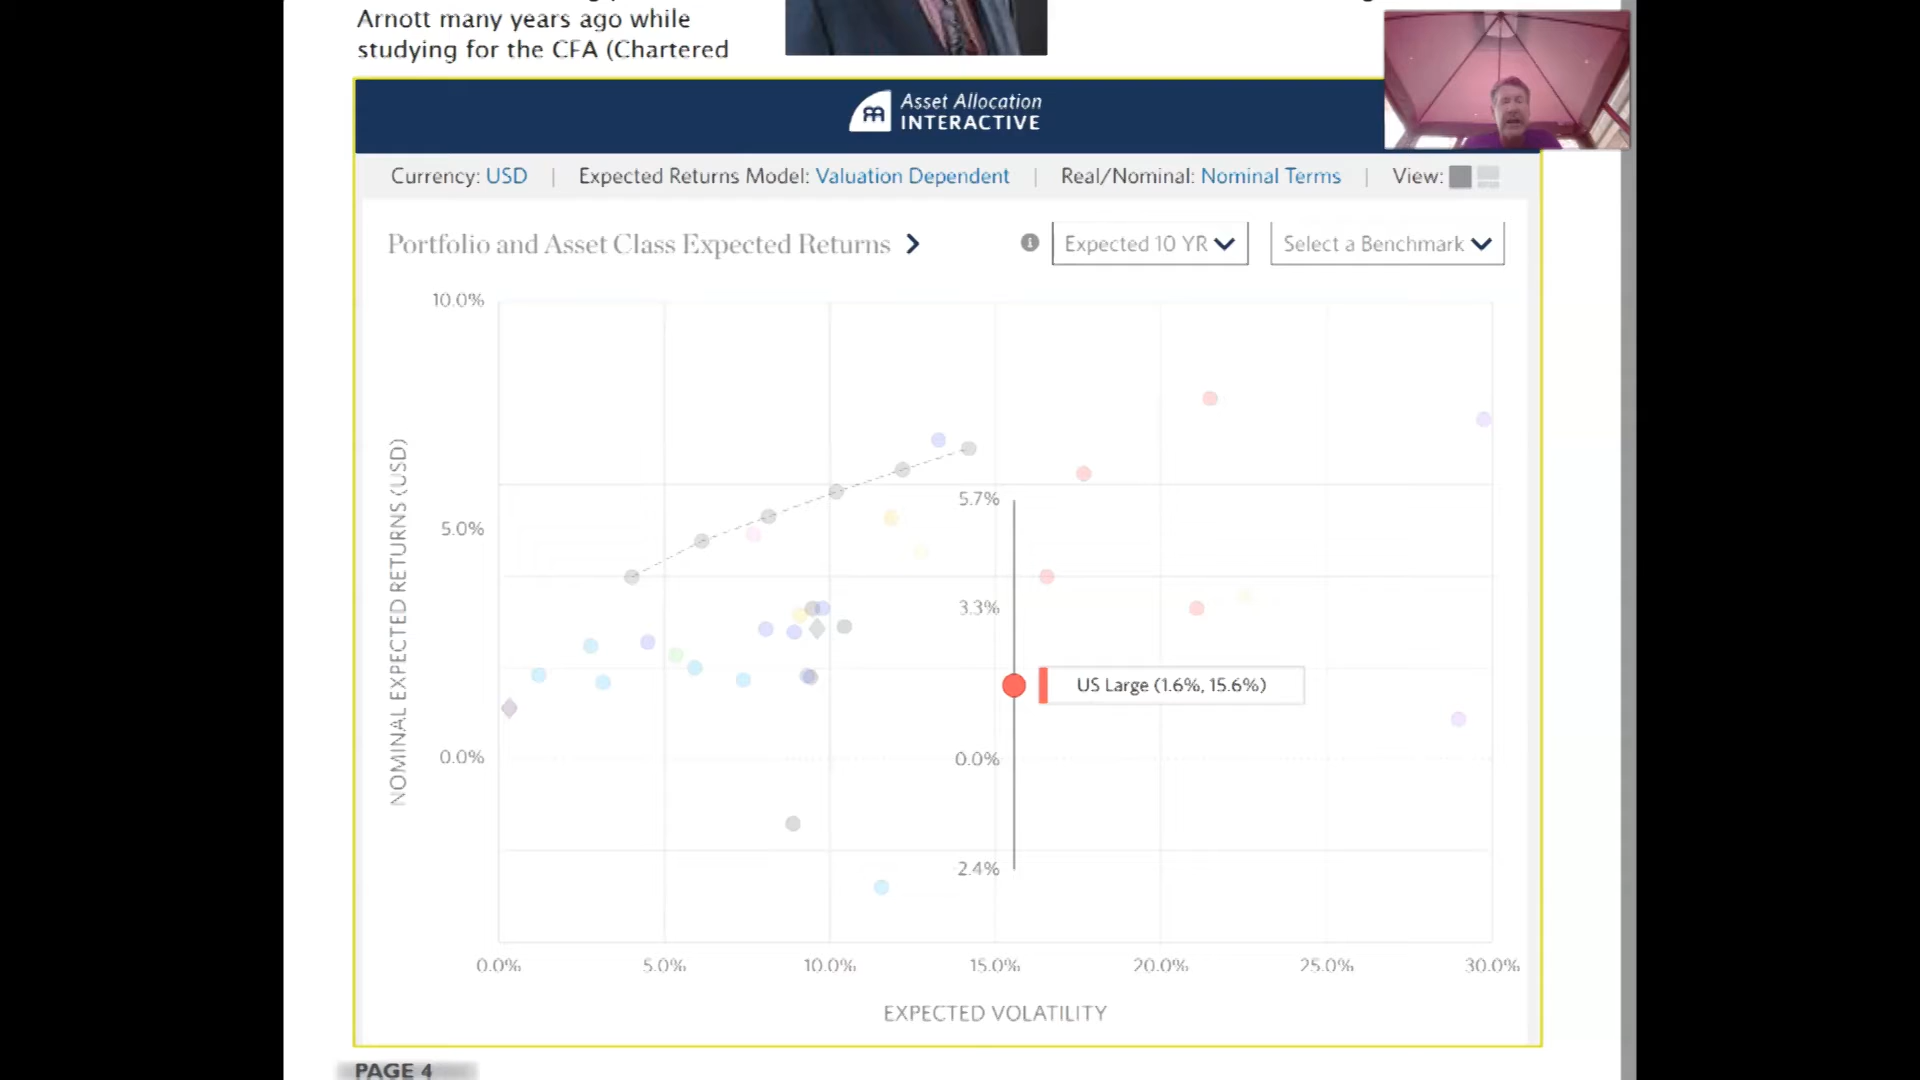 Arnott many years ago while
studying for the CFA (Chartered
Asset Allocation
INTERACTIVE
Currency: USD | Expected Returns Model: Valuation Dependent | Real/Nominal: Nominal Terms | View:
Portfolio and Asset Class Expected Returns
Expected 10 YR
Select a Benchmark
10.0%
5.0%
0.0%
NOMINAL EXPECTED RETURNS (USD)
5.7%
3.3%
US Large (1.6%, 15.6%)
0.0%
2.4%
0.0% 5.0% 10.0% 15.0% 20.0% 25.0% 30.0%
EXPECTED VOLATILITY
PAGE 4